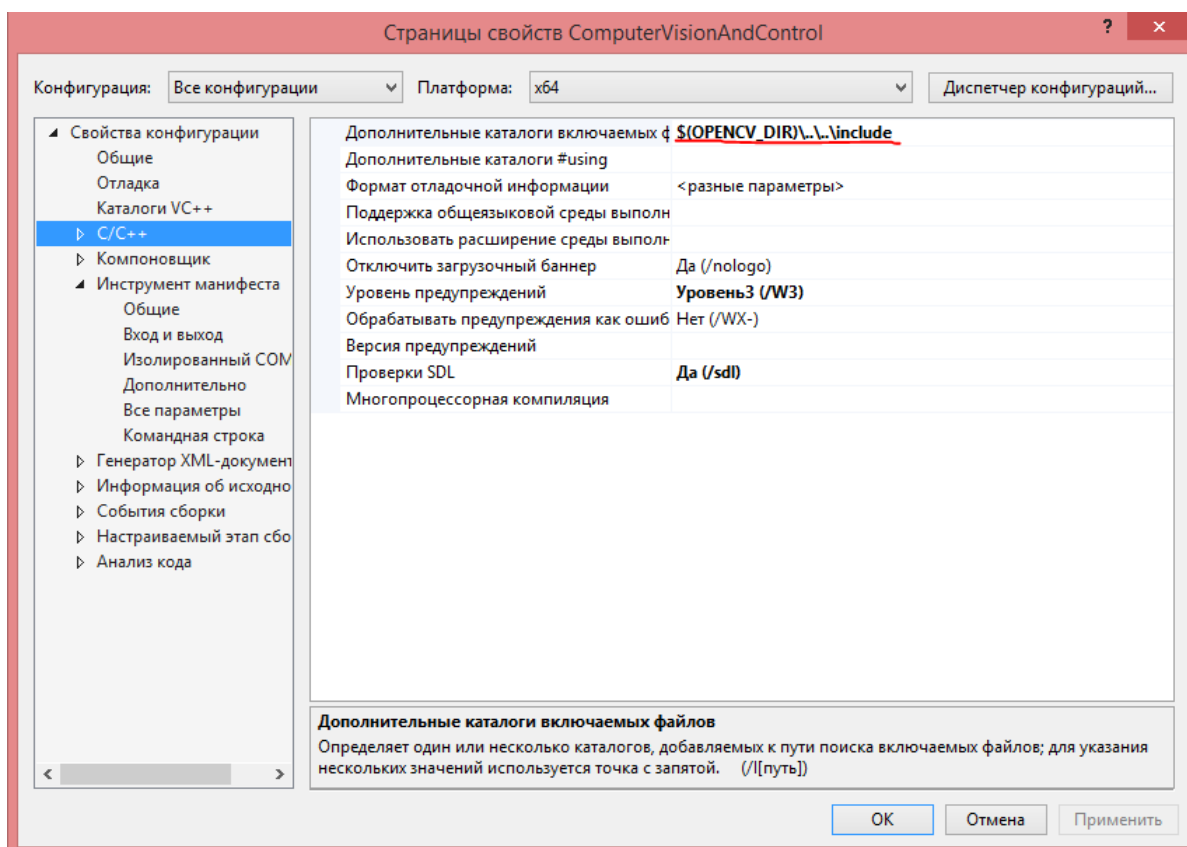 Страницы свойств ComputerVisionAndControl
?
×
Конфигурация: Все конфигурации Платформа: x64 Диспетчер конфигураций...
Свойства конфигурации
Общие
Отладка
Каталоги VC++
C/C++
Компоновщик
Инструмент манифеста
Общие
Вход и выход
Изолированный COM
Дополнительно
Все параметры
Командная строка
Генератор XML-документ
Информация об исходно
События сборки
Настраиваемый этап сбо
Анализ кода
Дополнительные каталоги включаемых ф $(OPENCV_DIR)\..\..\include
Дополнительные каталоги #using
Формат отладочной информации <разные параметры>
Поддержка общеязыковой среды выполн
Использовать расширение среды выполн
Отключить загрузочный баннер Да (/nologo)
Уровень предупреждений Уровень3 (/W3)
Обрабатывать предупреждения как ошиб Нет (/WX-)
Версия предупреждений
Проверки SDL Да (/sdl)
Многопроцессорная компиляция
Дополнительные каталоги включаемых файлов
Определяет один или несколько каталогов, добавляемых к пути поиска включаемых файлов; для указания
нескольких значений используется точка с запятой. (/I[путь])
ОК Отмена Применить